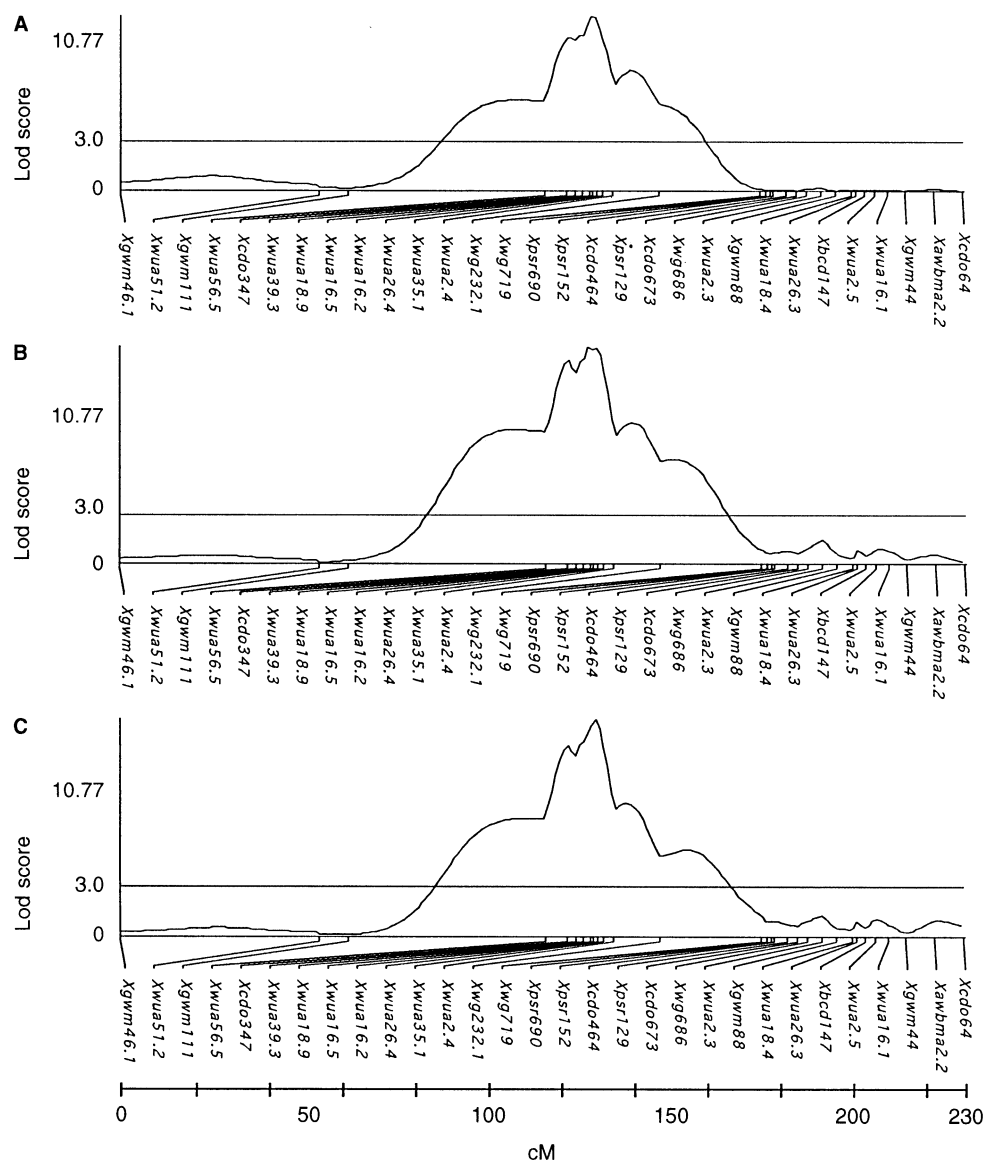 A
10.77
Lod score
3.0
0
Xgwm46.1
Xwua51.2
Xgwm111
Xwua56.5
Xcdo347
Xwua39.3
Xwua18.9
Xwua16.5
Xwua16.2
Xwua26.4
Xwua35.1
Xwua2.4
Xwg232.1
Xwg719
Xpsr690
Xpsr152
Xcdo464
Xpsr129
Xcdo673
Xwg686
Xwua2.3
Xgwm88
Xwua18.4
Xwua26.3
Xbcd147
Xwua2.5
Xwua16.1
Xgwm44
Xawbma2.2
Xcdo64
B
10.77
Lod score
3.0
0
Xgwm46.1
Xwua51.2
Xgwm111
Xwua56.5
Xcdo347
Xwua39.3
Xwua18.9
Xwua16.5
Xwua16.2
Xwua26.4
Xwua35.1
Xwua2.4
Xwg232.1
Xwg719
Xpsr690
Xpsr152
Xcdo464
Xpsr129
Xcdo673
Xwg686
Xwua2.3
Xgwm88
Xwua18.4
Xwua26.3
Xbcd147
Xwua2.5
Xwua16.1
Xgwm44
Xawbma2.2
Xcdo64
C
10.77
Lod score
3.0
0
Xgwm46.1
Xwua51.2
Xgwm111
Xwua56.5
Xcdo347
Xwua39.3
Xwua18.9
Xwua16.5
Xwua16.2
Xwua26.4
Xwua35.1
Xwua2.4
Xwg232.1
Xwg719
Xpsr690
Xpsr152
Xcdo464
Xpsr129
Xcdo673
Xwg686
Xwua2.3
Xgwm88
Xwua18.4
Xwua26.3
Xbcd147
Xwua2.5
Xwua16.1
Xgwm44
Xawbma2.2
Xcdo64
0 50 100 150 200 230
cM